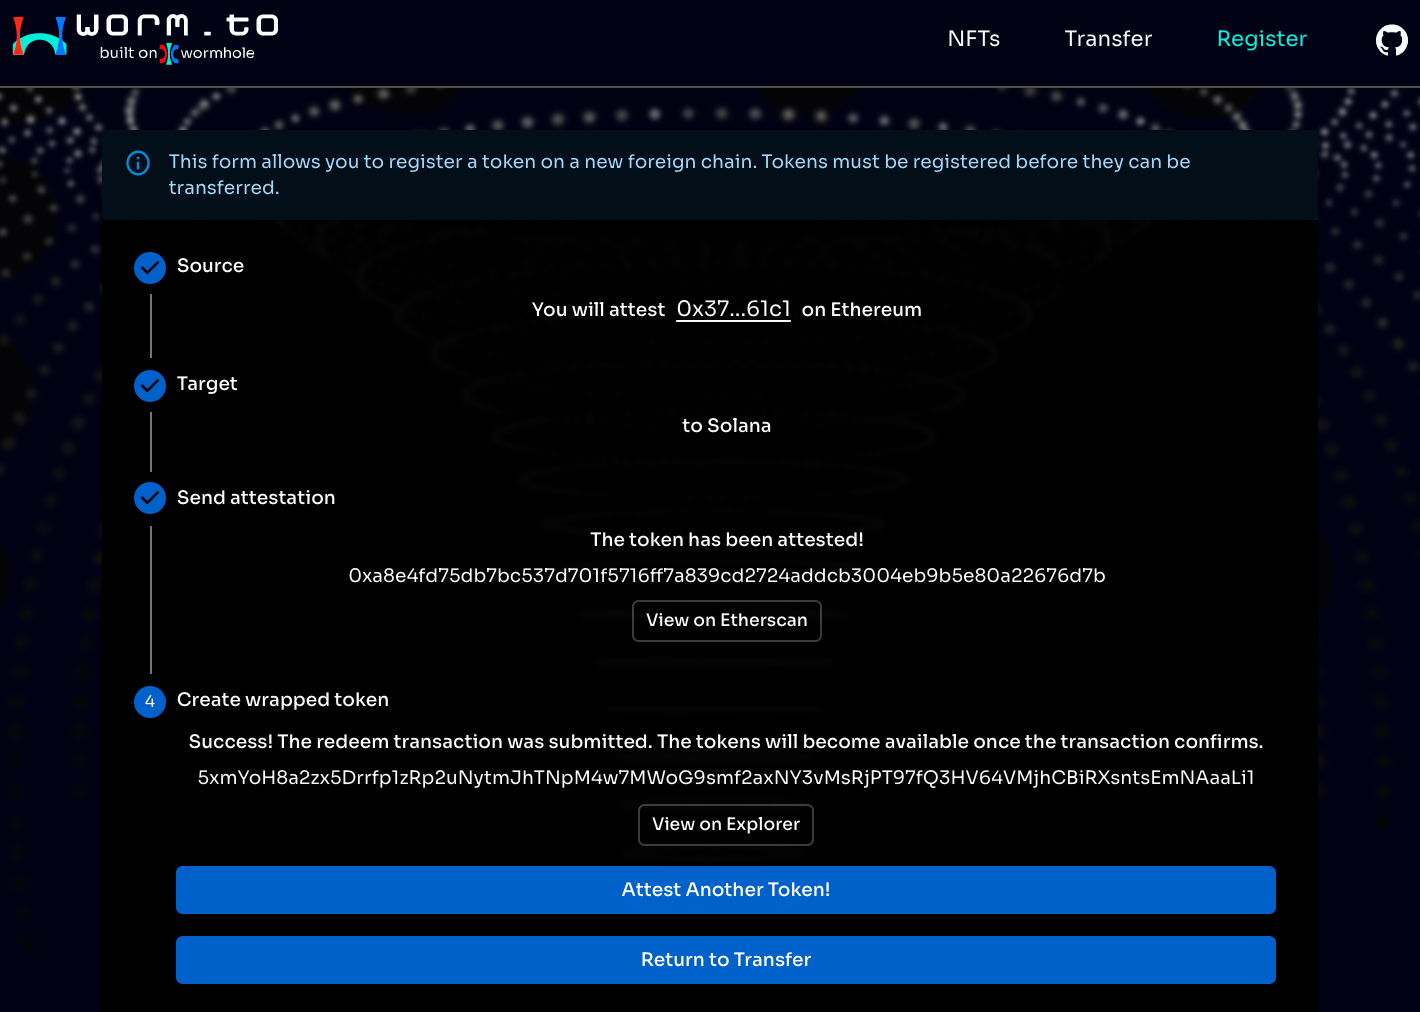 worm.to
built on wormhole
NFTs Transfer Register
This form allows you to register a token on a new foreign chain. Tokens must be registered before they can be
transferred.
Source
You will attest 0x37...61c1 on Ethereum
Target
to Solana
Send attestation
The token has been attested!
0xa8e4fd75db7bc537d701f5716ff7a839cd2724addcb3004eb9b5e80a22676d7b
View on Etherscan
4 Create wrapped token
Success! The redeem transaction was submitted. The tokens will become available once the transaction confirms.
5xmYoH8a2zx5Drrfp1zRp2uNytmJhTNpM4w7MWoG9smf2axNY3vMsRjPT97fQ3HV64VMjhCBiRXsntsEmNAaaLi1
View on Explorer
Attest Another Token!
Return to Transfer